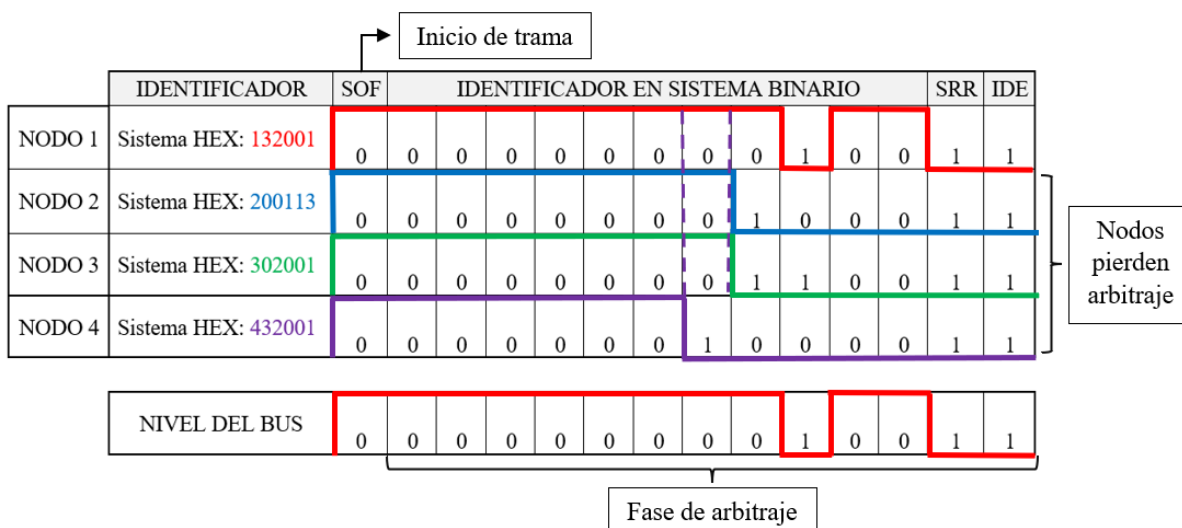 Inicio de trama
IDENTIFICADOR SOF IDENTIFICADOR EN SISTEMA BINARIO SRR IDE
NODO 1 Sistema HEX: 132001 0 0 0 0 0 0 0 0 0 1 0 0 1 1
NODO 2 Sistema HEX: 200113 0 0 0 0 0 0 0 0 1 0 0 0 1 1
NODO 3 Sistema HEX: 302001 0 0 0 0 0 0 0 0 1 1 0 0 1 1
NODO 4 Sistema HEX: 432001 0 0 0 0 0 0 0 1 0 0 0 0 1 1
Nodos
pierden
arbitraje
NIVEL DEL BUS 0 0 0 0 0 0 0 0 0 1 0 0 1 1
Fase de arbitraje